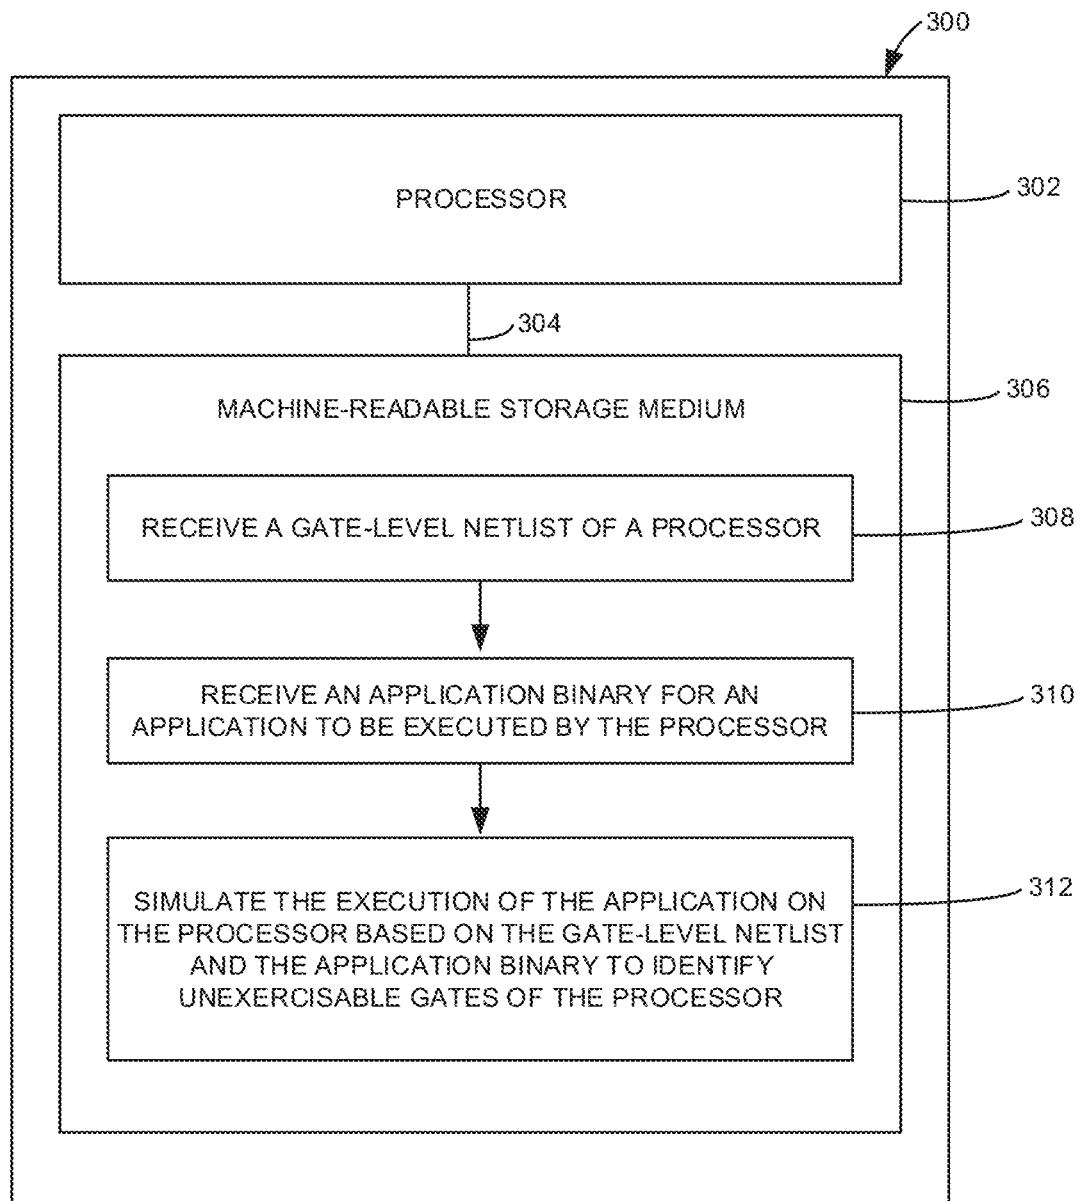 300
PROCESSOR
302
304
MACHINE-READABLE STORAGE MEDIUM
306
RECEIVE A GATE-LEVEL NETLIST OF A PROCESSOR
308
RECEIVE AN APPLICATION BINARY FOR AN
APPLICATION TO BE EXECUTED BY THE PROCESSOR
310
SIMULATE THE EXECUTION OF THE APPLICATION ON
THE PROCESSOR BASED ON THE GATE-LEVEL NETLIST
AND THE APPLICATION BINARY TO IDENTIFY
UNEXERCISABLE GATES OF THE PROCESSOR
312